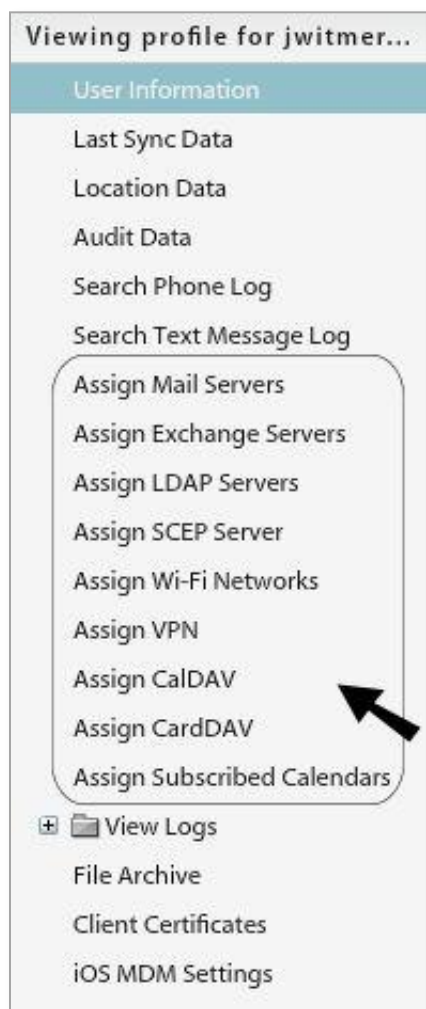 Viewing profile for jwitmer...
User Information
Last Sync Data
Location Data
Audit Data
Search Phone Log
Search Text Message Log
Assign Mail Servers
Assign Exchange Servers
Assign LDAP Servers
Assign SCEP Server
Assign Wi-Fi Networks
Assign VPN
Assign CalDAV
Assign CardDAV
Assign Subscribed Calendars
View Logs
File Archive
Client Certificates
iOS MDM Settings